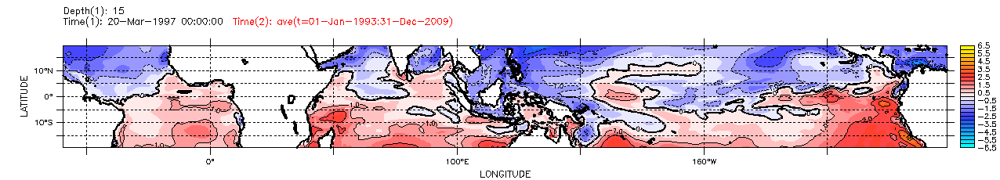 Depth(1): 15
Time(1): 20-Mar-1997 00:00:00 Time(2): ave(t=01-Jan-1993:31-Dec-2009)
LATITUDE
10°N
0°
10°S
0°
100°E
160°W
LONGITUDE
6.5
5.5
4.5
3.5
2.5
1.5
0.5
-0.5
-1.5
-2.5
-3.5
-4.5
-5.5
-6.5